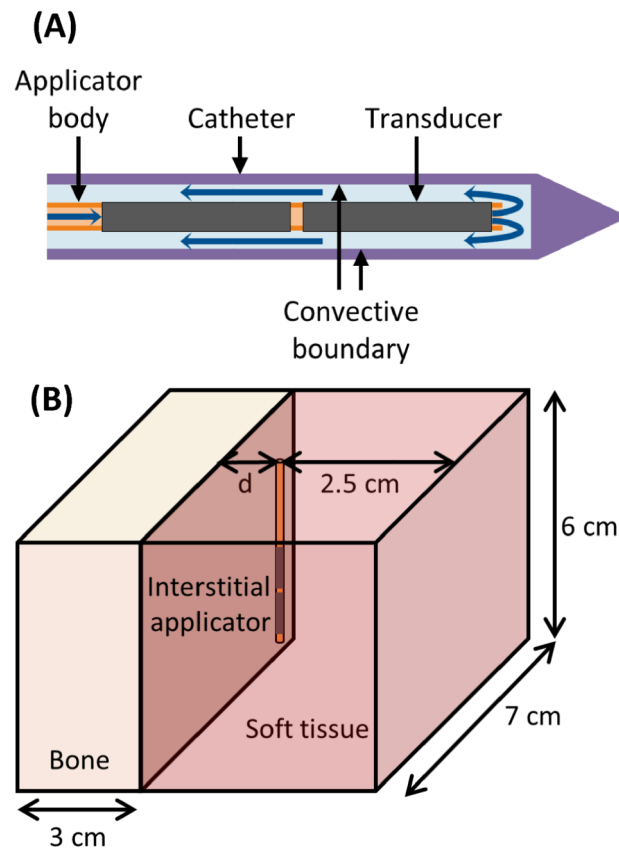 (A)
Applicator
body
Catheter
Transducer
Convective
boundary
(B)
d
2.5 cm
6 cm
Interstitial
applicator
7 cm
Soft tissue
Bone
3 cm